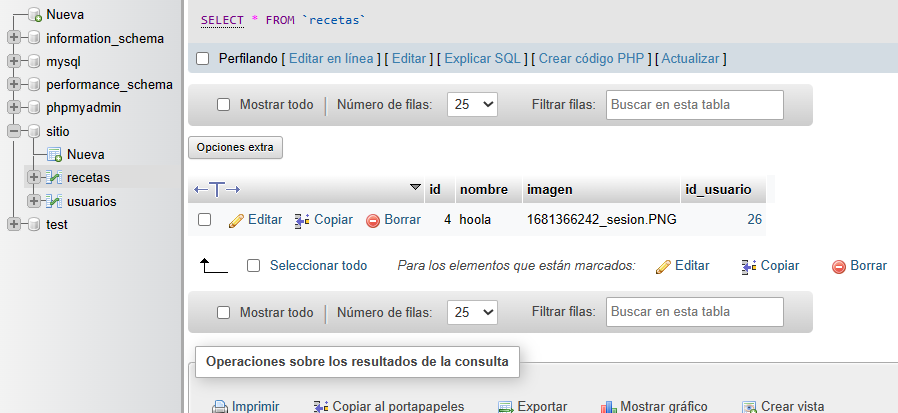 Nueva
information_schema
mysql
performance_schema
phpmyadmin
sitio
Nueva
recetas
usuarios
test
SELECT * FROM `recetas`
Perfilando [ Editar en línea ] [ Editar ] [ Explicar SQL ] [ Crear código PHP ] [ Actualizar ]
Mostrar todo | Número de filas: 25 Filtrar filas: Buscar en esta tabla
Opciones extra
id nombre imagen id_usuario
Editar Copiar Borrar 4 hoola 1681366242_sesion.PNG 26
Seleccionar todo Para los elementos que están marcados: Editar Copiar Borrar
Mostrar todo | Número de filas: 25 Filtrar filas: Buscar en esta tabla
Operaciones sobre los resultados de la consulta
Imprimir Copiar al portapapeles Exportar Mostrar gráfico Crear vista